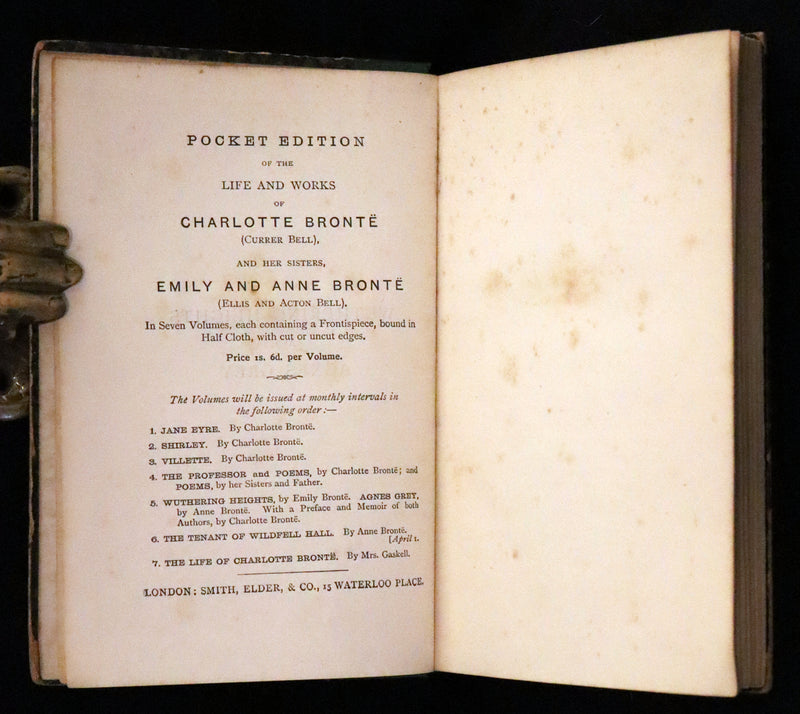 POCKET EDITION
OF THE
LIFE AND WORKS
OF
CHARLOTTE BRONTË
(CURRER BELL),
AND HER SISTERS,
EMILY AND ANNE BRONTË
(ELLIS AND ACTON BELL).
In Seven Volumes, each containing a Frontispiece, bound in
Half Cloth, with cut or uncut edges.
Price 1s. 6d. per Volume.
The Volumes will be issued at monthly intervals in
the following order:—
1. JANE EYRE. By Charlotte Brontë.
2. SHIRLEY. By Charlotte Brontë.
3. VILLETTE. By Charlotte Brontë.
4. THE PROFESSOR and POEMS, by Charlotte Brontë; and
POEMS, by her Sisters and Father.
5. WUTHERING HEIGHTS, by Emily Brontë. AGNES GREY,
by Anne Brontë. With a Preface and Memoir of both
Authors, by Charlotte Brontë.
6. THE TENANT OF WILDFELL HALL. By Anne Brontë.
[April 1.
7. THE LIFE OF CHARLOTTE BRONTË. By Mrs. Gaskell.
LONDON: SMITH, ELDER, & CO., 15 WATERLOO PLACE.